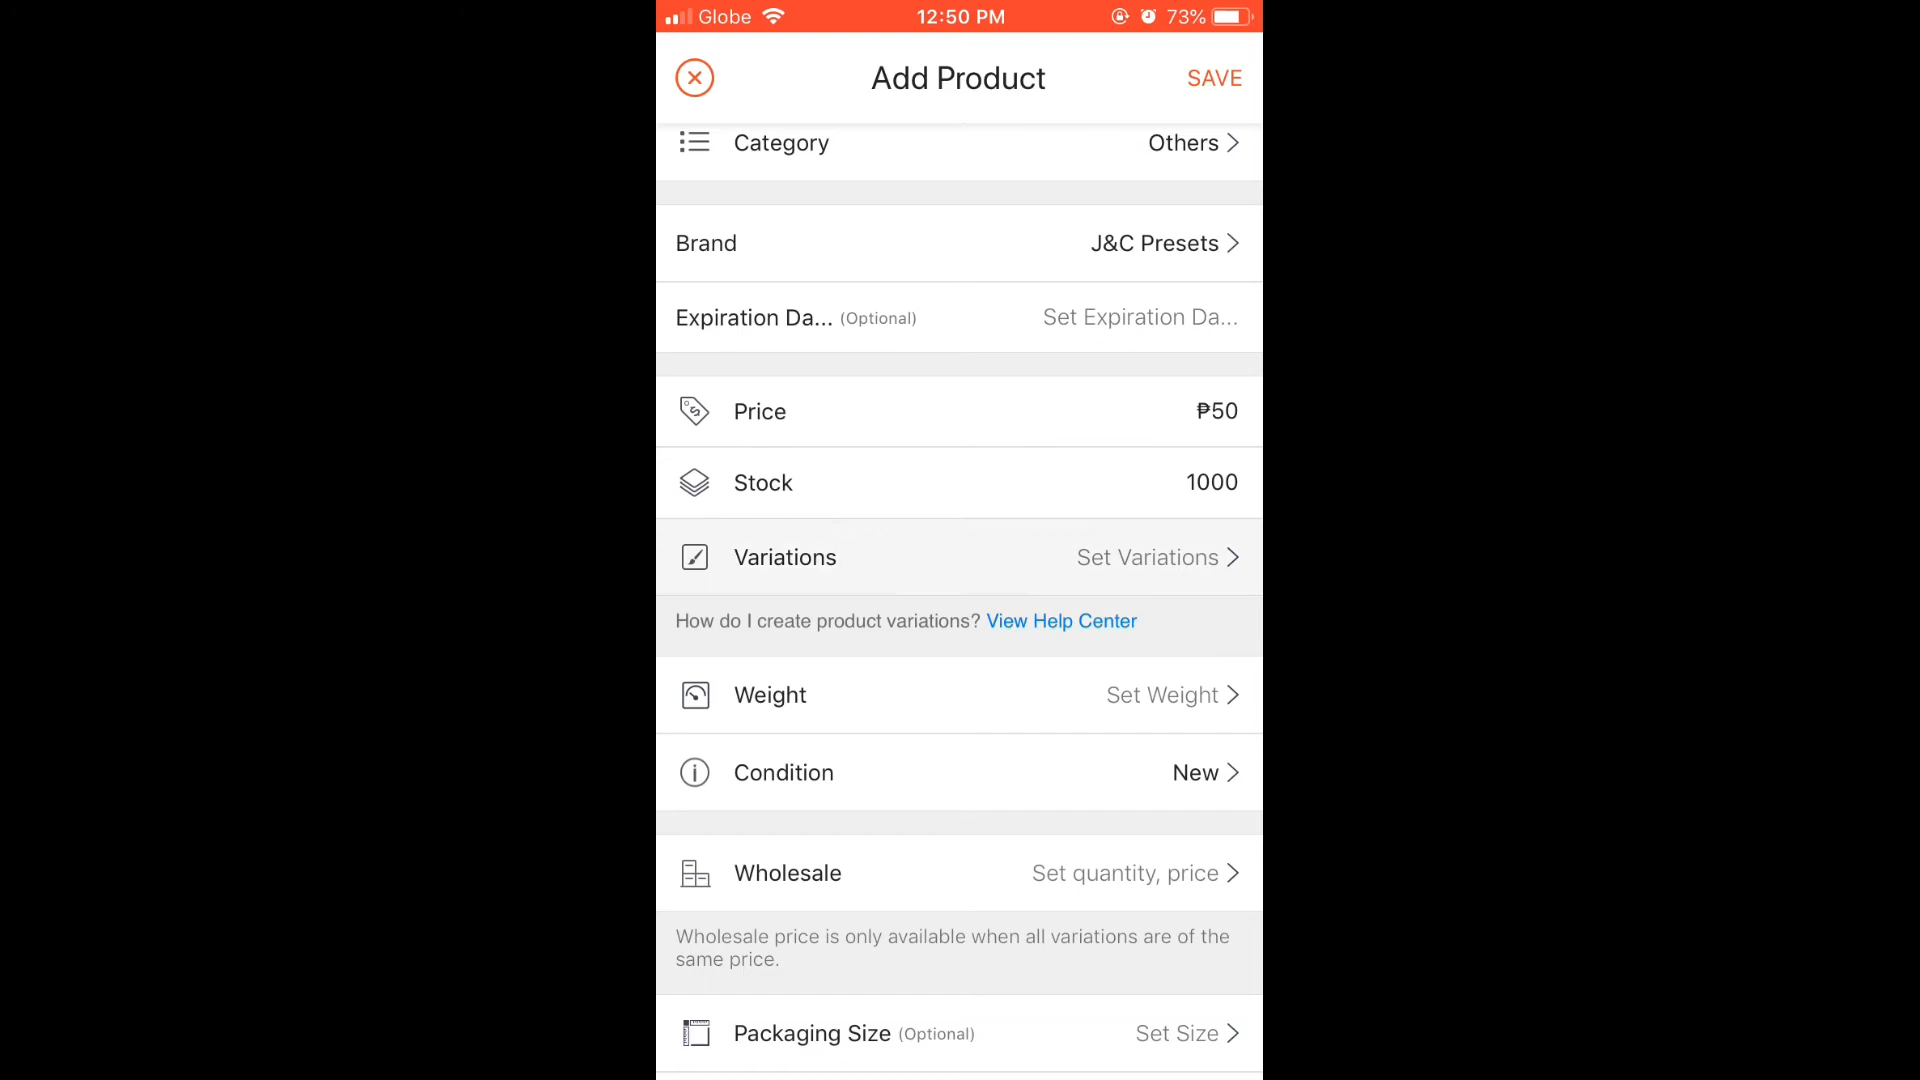 Globe 12:50 PM 73%
Add Product SAVE
Category Others
Brand J&C Presets
Expiration Da... (Optional) Set Expiration Da...
Price ₱50
Stock 1000
Variations Set Variations
How do I create product variations? View Help Center
Weight Set Weight
Condition New
Wholesale Set quantity, price
Wholesale price is only available when all variations are of the
same price.
Packaging Size (Optional) Set Size